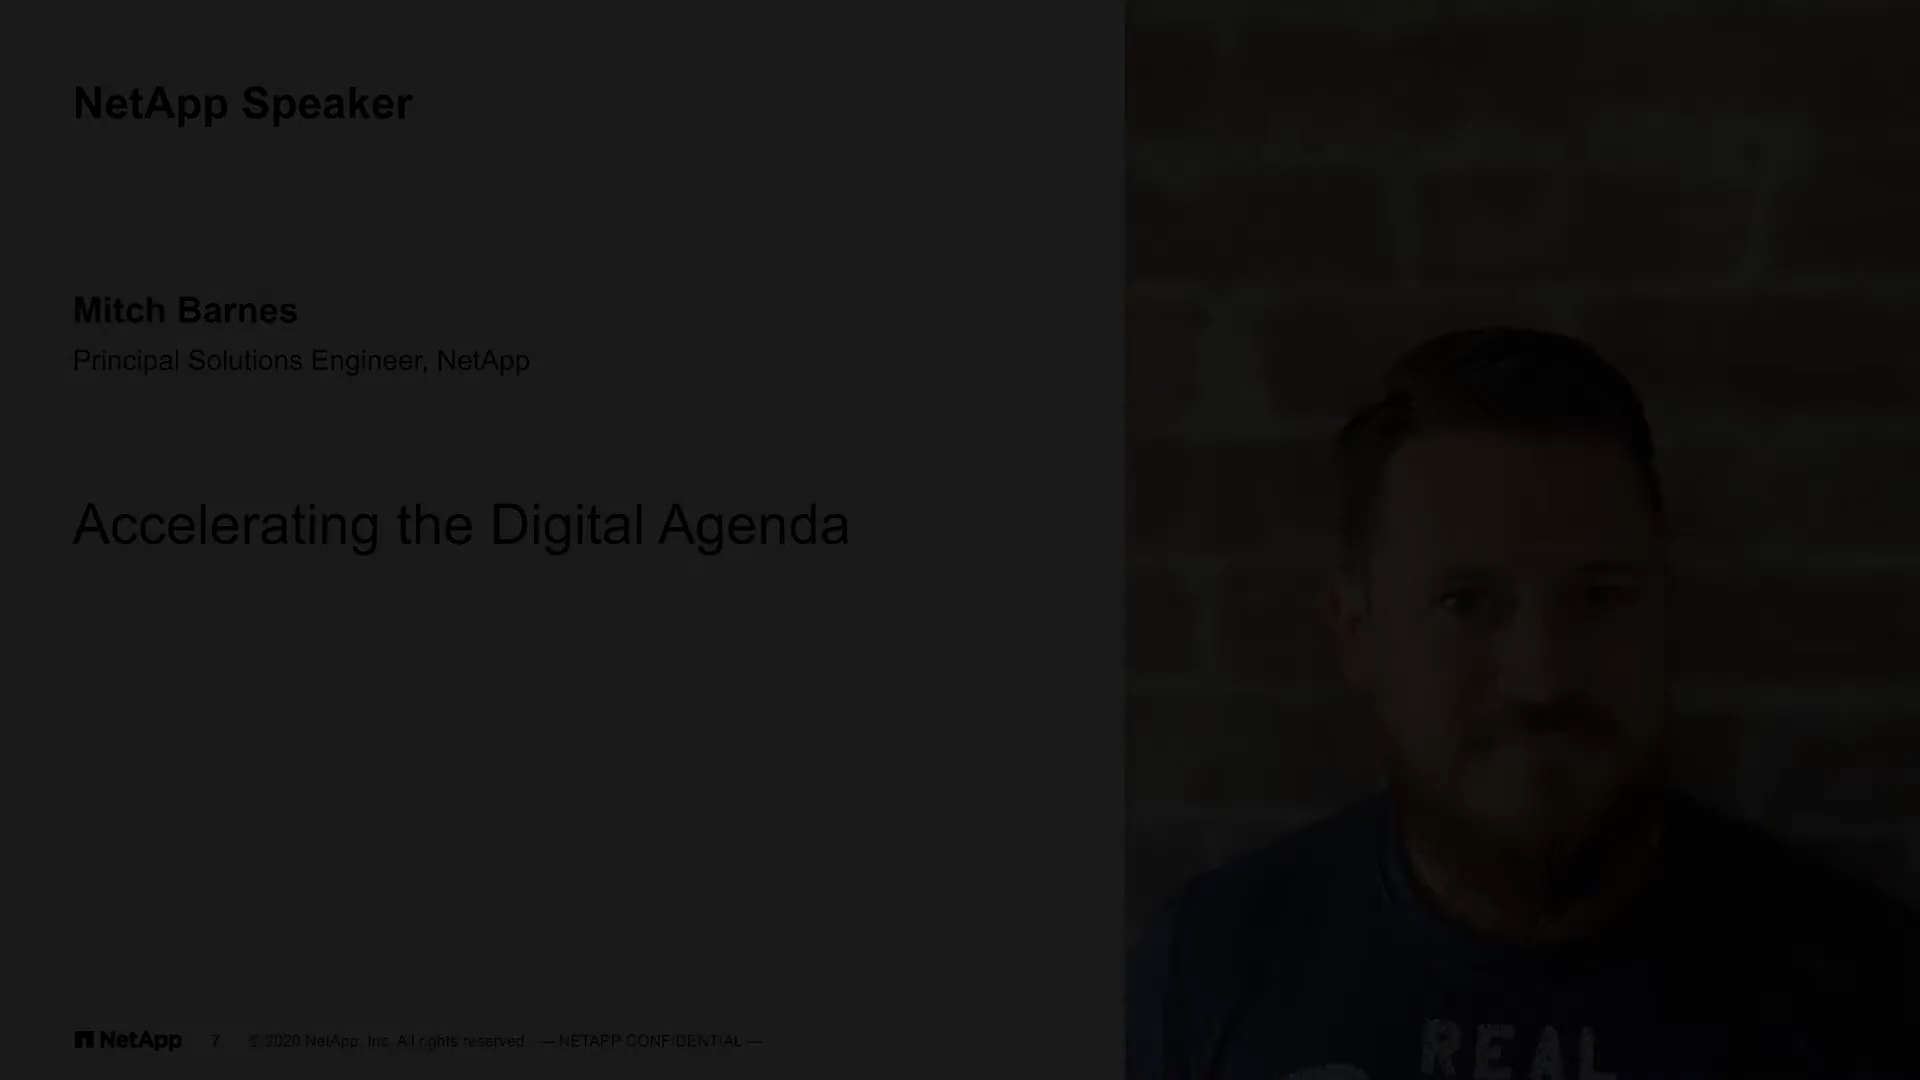 NetApp Speaker
Mitch Barnes
Principal Solutions Engineer, NetApp
Accelerating the Digital Agenda
NetApp 7 © 2020 NetApp, Inc. All rights reserved. — NETAPP CONFIDENTIAL —
REAL